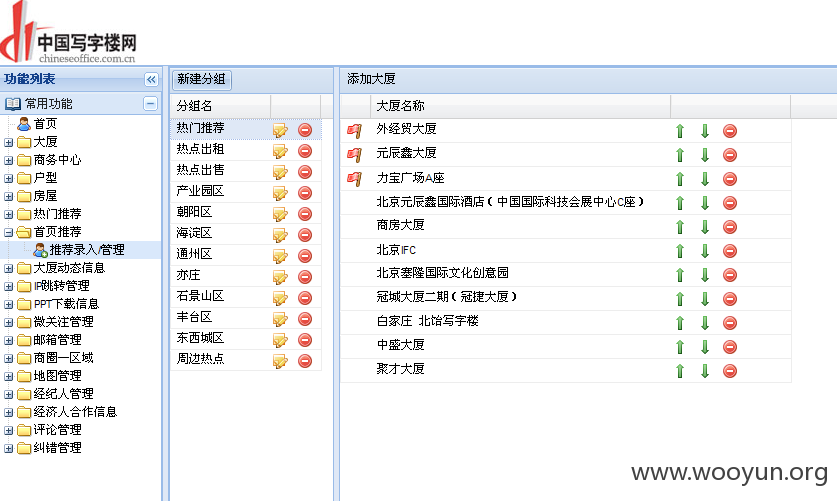 中国写字楼网
chineseoffice.com.cn
功能列表
常用功能
首页
大厦
商务中心
户型
房屋
热门推荐
首页推荐
推荐录入/管理
大厦动态信息
IP跳转管理
PPT下载信息
微关注管理
邮箱管理
商圈一区域
地图管理
经纪人管理
经济人合作信息
评论管理
纠错管理
新建分组
分组名
热门推荐
热点出租
热点出售
产业园区
朝阳区
海淀区
通州区
亦庄
石景山区
丰台区
东西城区
周边热点
添加大厦
大厦名称
外经贸大厦
元辰鑫大厦
力宝广场A座
北京元辰鑫国际酒店（中国国际科技会展中心C座）
商房大厦
北京IFC
北京塞隆国际文化创意园
冠城大厦二期（冠捷大厦）
白家庄 北饴写字楼
中盛大厦
聚才大厦
www.wooyun.org